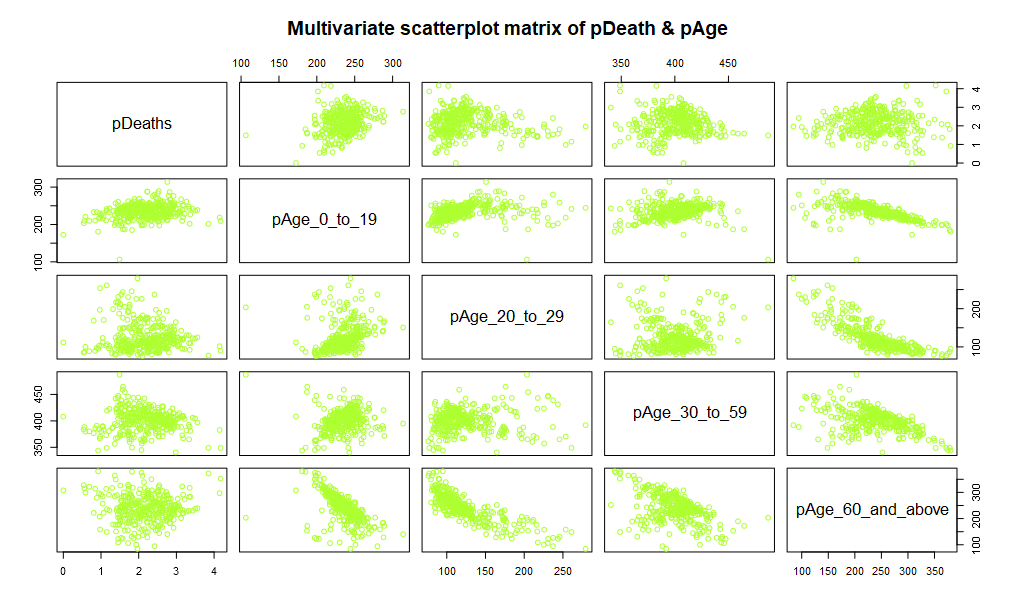 Multivariate scatterplot matrix of pDeath & pAge
100 150 200 250 300
350 400 450
pDeaths
0 1 2 3 4
100 200 300
pAge_0_to_19
pAge_20_to_29
100 200
350 400 450
pAge_30_to_59
pAge_60_and_above
100 200 300
0 1 2 3 4
100 150 200 250
100 150 200 250 300 350